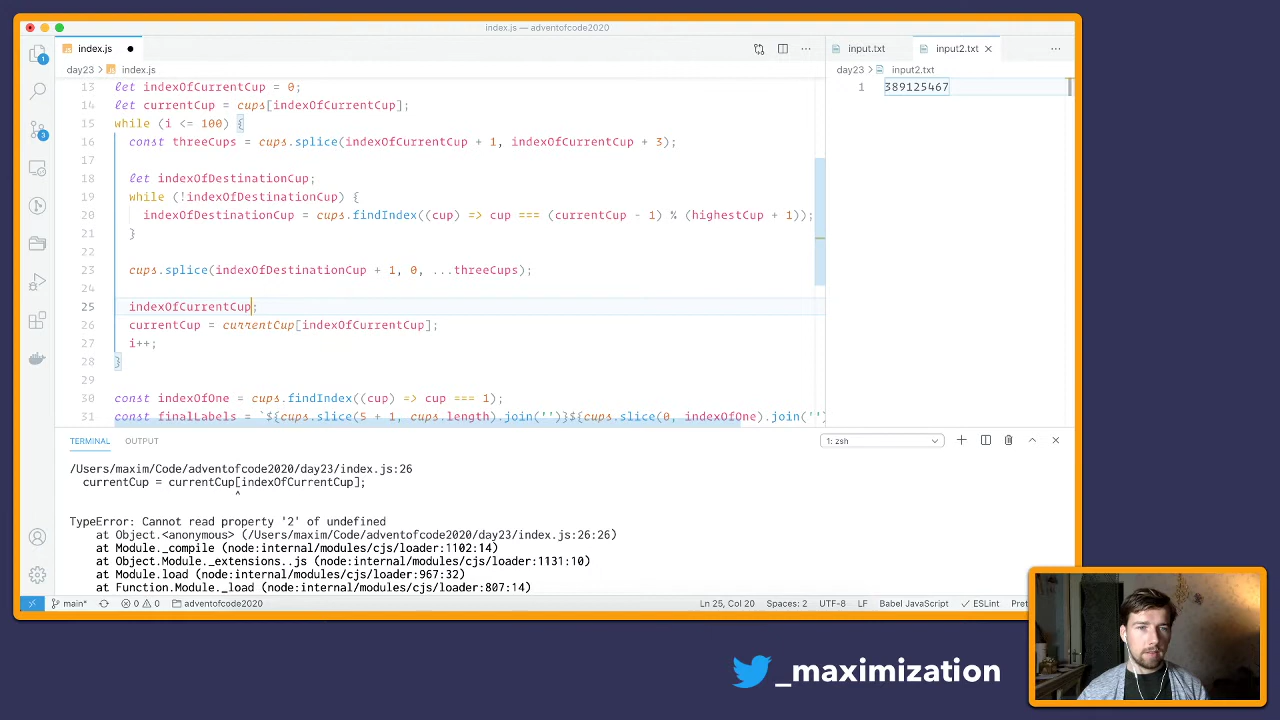 index.js — adventofcode2020
index.js
input.txt
input2.txt
day23 > index.js
day23 > input2.txt
13 let indexOfCurrentCup = 0;
14 let currentCup = cups[indexOfCurrentCup];
15 while (i <= 100) {
16 const threeCups = cups.splice(indexOfCurrentCup + 1, indexOfCurrentCup + 3);
17
18 let indexOfDestinationCup;
19 while (!indexOfDestinationCup) {
20 indexOfDestinationCup = cups.findIndex((cup) => cup === (currentCup - 1) % (highestCup + 1));
21 }
22
23 cups.splice(indexOfDestinationCup + 1, 0, ...threeCups);
24
25 indexOfCurrentCup;
26 currentCup = currentCup[indexOfCurrentCup];
27 i++;
28 }
29
30 const indexOfOne = cups.findIndex((cup) => cup === 1);
31 const finalLabels = `${cups.slice(5 + 1, cups.length).join('')}${cups.slice(0, indexOfOne).join('')
1 389125467
TERMINAL OUTPUT
1: zsh
/Users/maxim/Code/adventofcode2020/day23/index.js:26
currentCup = currentCup[indexOfCurrentCup];
^
TypeError: Cannot read property '2' of undefined
at Object.<anonymous> (/Users/maxim/Code/adventofcode2020/day23/index.js:26:26)
at Module._compile (node:internal/modules/cjs/loader:1102:14)
at Object.Module._extensions..js (node:internal/modules/cjs/loader:1131:10)
at Module.load (node:internal/modules/cjs/loader:967:32)
at Function.Module._load (node:internal/modules/cjs/loader:807:14)
main* 0 0 adventofcode2020 Ln 25, Col 20 Spaces: 2 UTF-8 LF Babel JavaScript ESLint Pret
_maximization